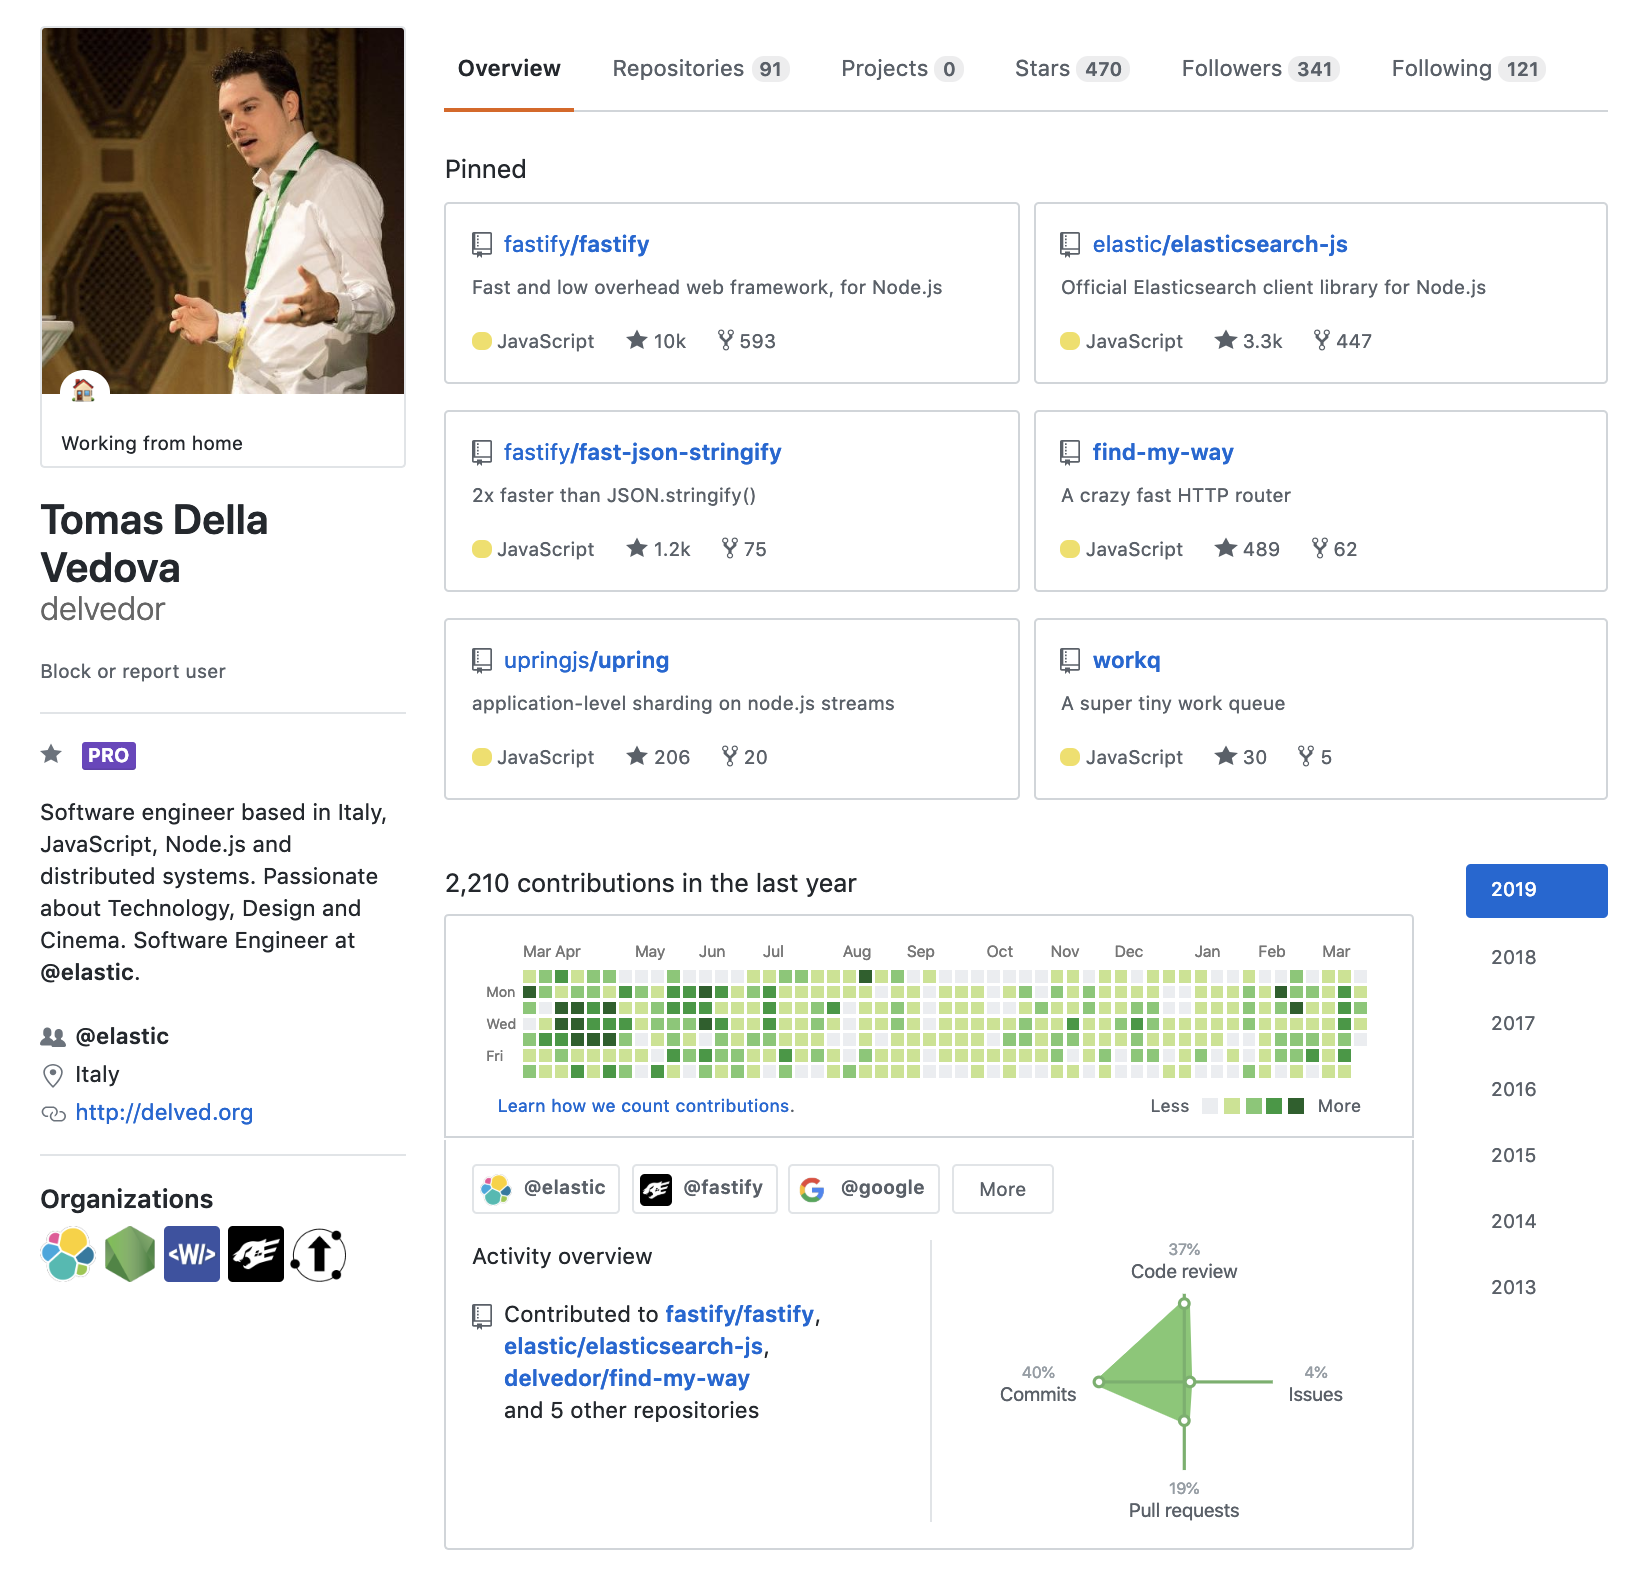 Overview Repositories 91 Projects 0 Stars 470 Followers 341 Following 121
Working from home
Tomas Della
Vedova
delvedor
Block or report user
PRO
Software engineer based in Italy,
JavaScript, Node.js and
distributed systems. Passionate
about Technology, Design and
Cinema. Software Engineer at
@elastic.
@elastic
Italy
http://delved.org
Organizations
<W/>
Pinned
fastify/fastify
Fast and low overhead web framework, for Node.js
JavaScript 10k 593
elastic/elasticsearch-js
Official Elasticsearch client library for Node.js
JavaScript 3.3k 447
fastify/fast-json-stringify
2x faster than JSON.stringify()
JavaScript 1.2k 75
find-my-way
A crazy fast HTTP router
JavaScript 489 62
upringjs/upring
application-level sharding on node.js streams
JavaScript 206 20
workq
A super tiny work queue
JavaScript 30 5
2,210 contributions in the last year
Mar Apr May Jun Jul Aug Sep Oct Nov Dec Jan Feb Mar
Mon
Wed
Fri
Learn how we count contributions. Less More
@elastic @fastify @google More
Activity overview
Contributed to fastify/fastify,
elastic/elasticsearch-js,
delvedor/find-my-way
and 5 other repositories
37%
Code review
40%
Commits
4%
Issues
19%
Pull requests
2019
2018
2017
2016
2015
2014
2013